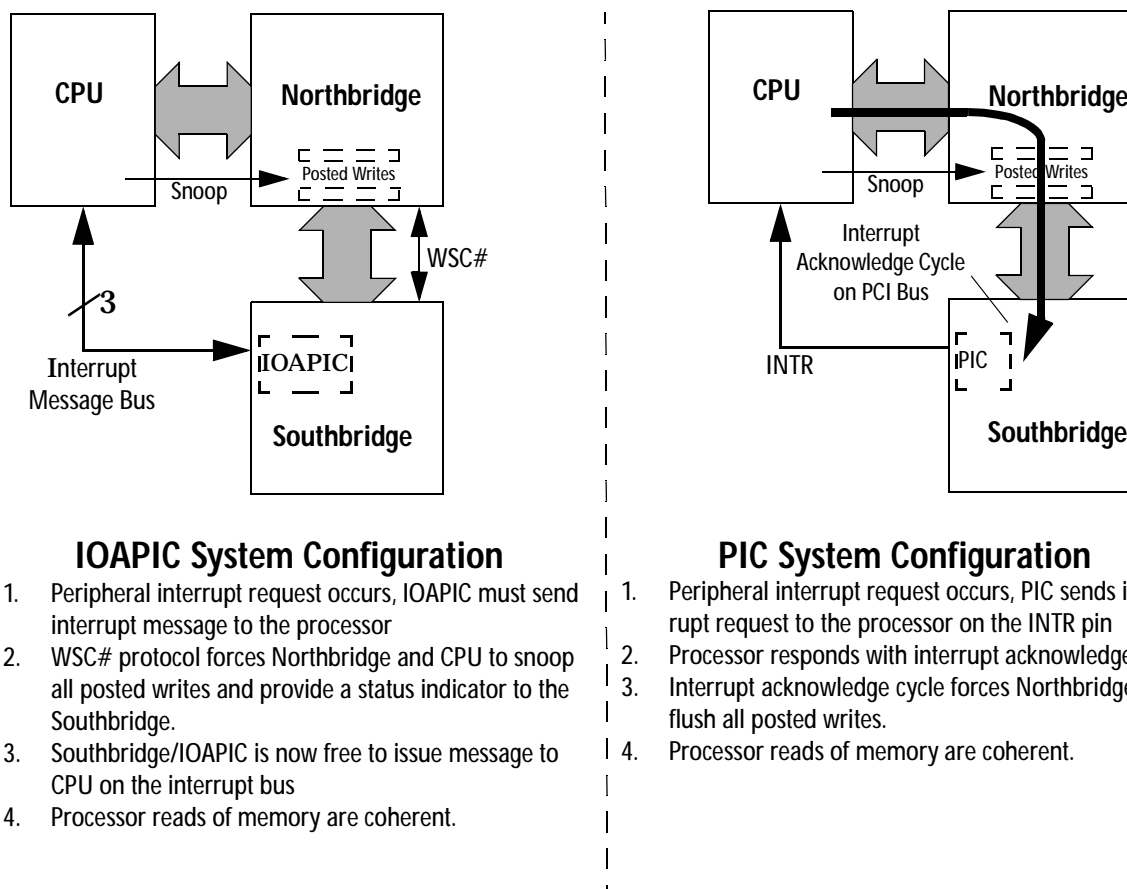 CPU
Northbridge
Posted Writes
Snoop
WSC#
3
IOAPIC
Interrupt
Message Bus
Southbridge
IOAPIC System Configuration
1. Peripheral interrupt request occurs, IOAPIC must send
interrupt message to the processor
2. WSC# protocol forces Northbridge and CPU to snoop
all posted writes and provide a status indicator to the
Southbridge.
3. Southbridge/IOAPIC is now free to issue message to
CPU on the interrupt bus
4. Processor reads of memory are coherent.
CPU
Northbridge
Posted Writes
Snoop
Interrupt
Acknowledge Cycle
on PCI Bus
INTR
PIC
Southbridge
PIC System Configuration
1. Peripheral interrupt request occurs, PIC sends
rupt request to the processor on the INTR pin
2. Processor responds with interrupt acknowledge
3. Interrupt acknowledge cycle forces Northbridge
flush all posted writes.
4. Processor reads of memory are coherent.